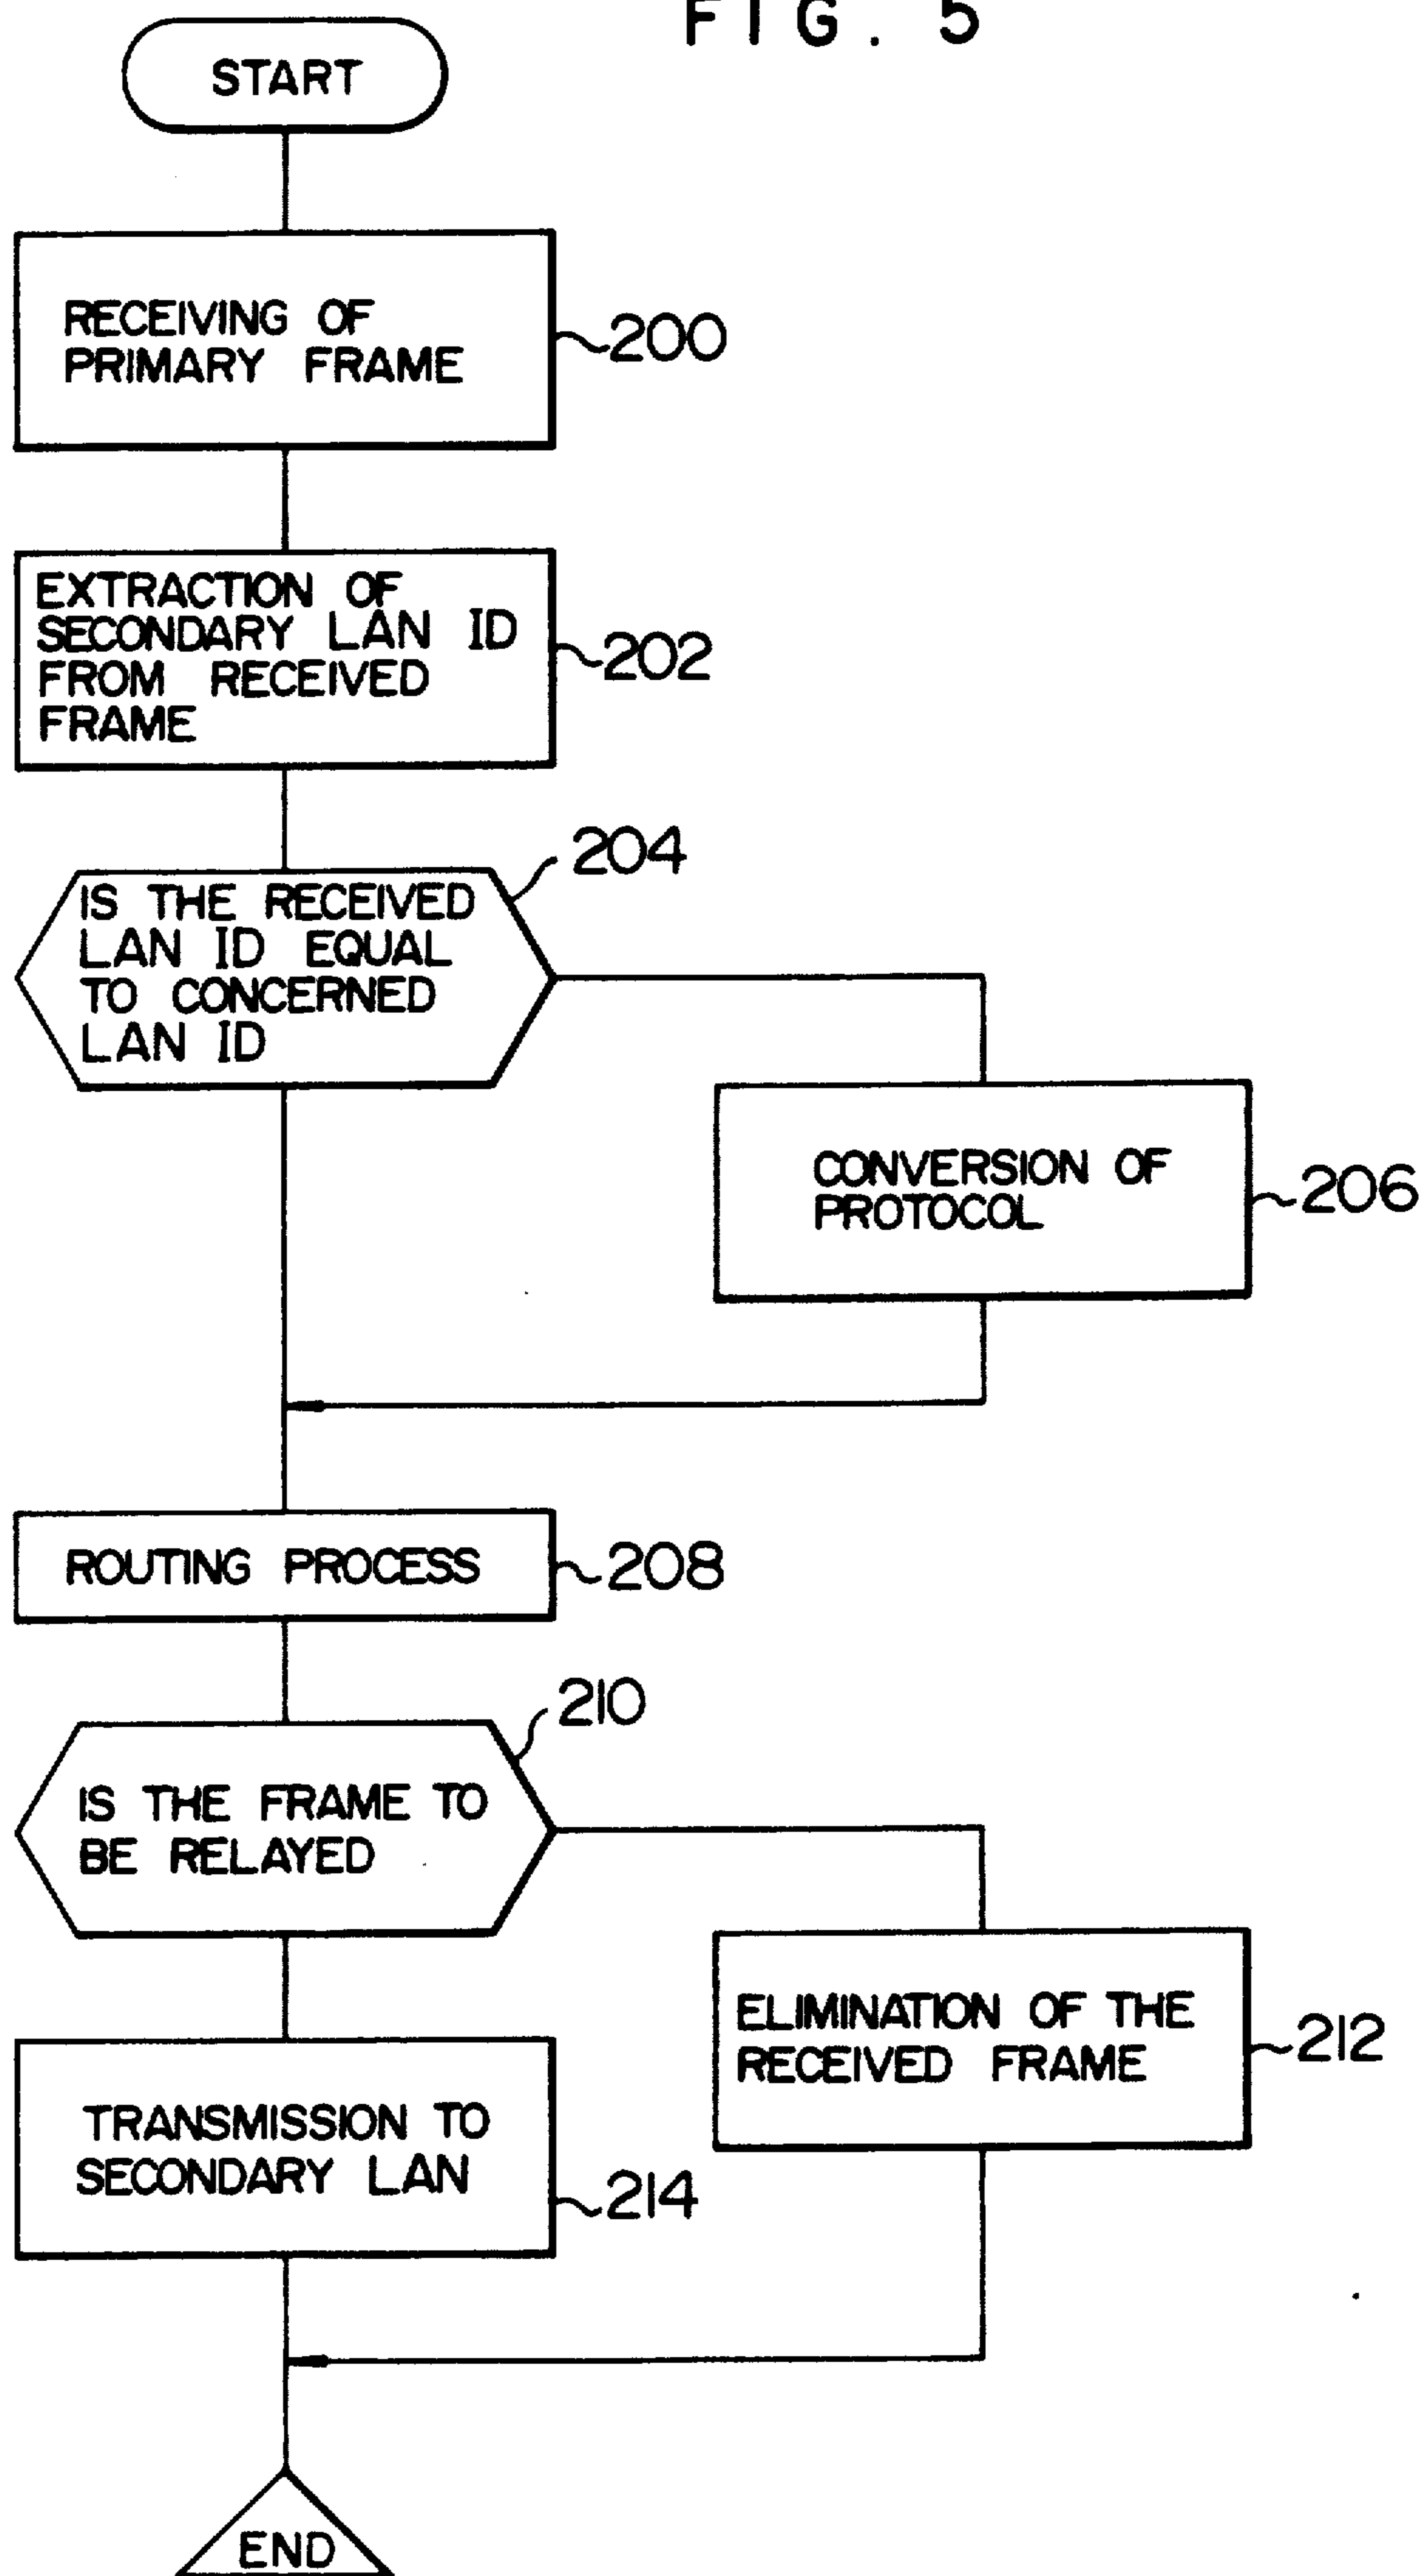 FIG. 5
START
RECEIVING OF
PRIMARY FRAME
200
EXTRACTION OF
SECONDARY LAN ID
FROM RECEIVED
FRAME
202
204
IS THE RECEIVED
LAN ID EQUAL
TO CONCERNED
LAN ID
CONVERSION OF
PROTOCOL
206
ROUTING PROCESS
208
210
IS THE FRAME TO
BE RELAYED
ELIMINATION OF THE
RECEIVED FRAME
212
TRANSMISSION TO
SECONDARY LAN
214
END